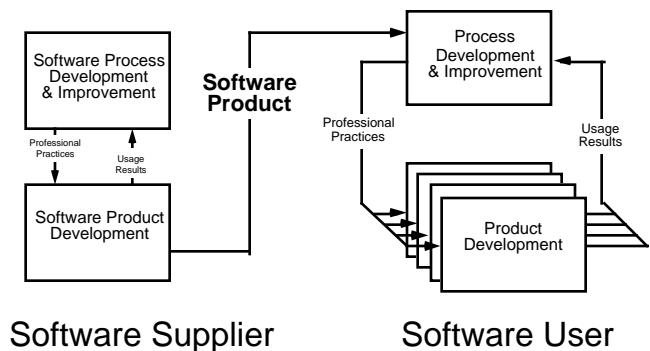 Software Process
Development
& Improvement
Professional
Practices
Usage
Results
Software Product
Development
Software
Product
Process
Development
& Improvement
Professional
Practices
Usage
Results
Product
Development
Software Supplier
Software User